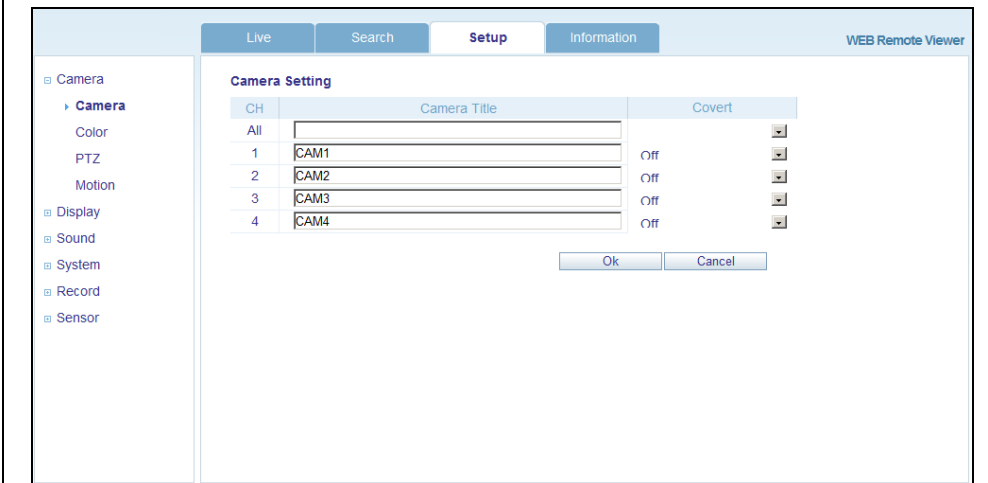 Live Search Setup Information WEB Remote Viewer
Camera
Camera
Color
PTZ
Motion
Display
Sound
System
Record
Sensor
Camera Setting
CH Camera Title Covert
All
1 CAM1 Off
2 CAM2 Off
3 CAM3 Off
4 CAM4 Off
Ok Cancel